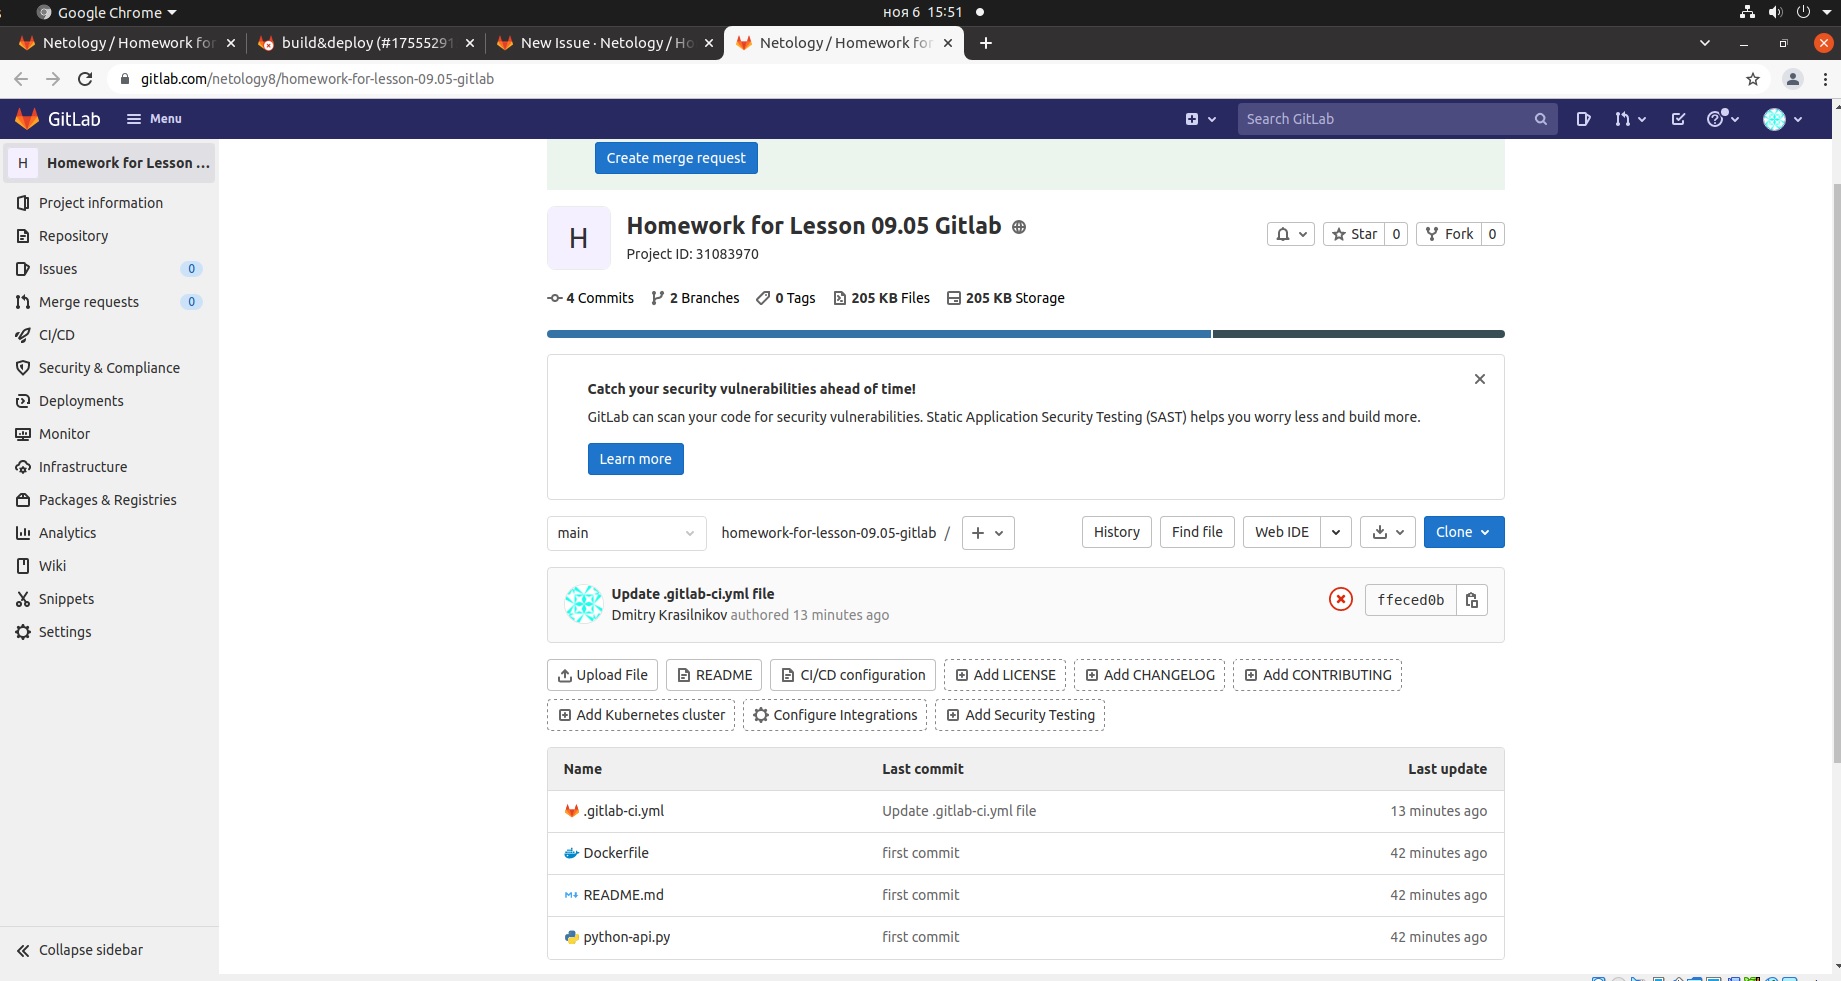 Google Chrome
ноя 6 15:51
Netology / Homework for
build&deploy (#17555291
New Issue · Netology / Ho
Netology / Homework for
gitlab.com/netology8/homework-for-lesson-09.05-gitlab
GitLab
Menu
Search GitLab
H Homework for Lesson ...
Project information
Repository
Issues 0
Merge requests 0
CI/CD
Security & Compliance
Deployments
Monitor
Infrastructure
Packages & Registries
Analytics
Wiki
Snippets
Settings
Collapse sidebar
Create merge request
H
Homework for Lesson 09.05 Gitlab
Project ID: 31083970
Star 0
Fork 0
4 Commits 2 Branches 0 Tags 205 KB Files 205 KB Storage
Catch your security vulnerabilities ahead of time!
GitLab can scan your code for security vulnerabilities. Static Application Security Testing (SAST) helps you worry less and build more.
Learn more
main homework-for-lesson-09.05-gitlab / + History Find file Web IDE Clone
Update .gitlab-ci.yml file
Dmitry Krasilnikov authored 13 minutes ago
ffeced0b
Upload File README CI/CD configuration Add LICENSE Add CHANGELOG Add CONTRIBUTING
Add Kubernetes cluster Configure Integrations Add Security Testing
Name Last commit Last update
.gitlab-ci.yml Update .gitlab-ci.yml file 13 minutes ago
Dockerfile first commit 42 minutes ago
README.md first commit 42 minutes ago
python-api.py first commit 42 minutes ago